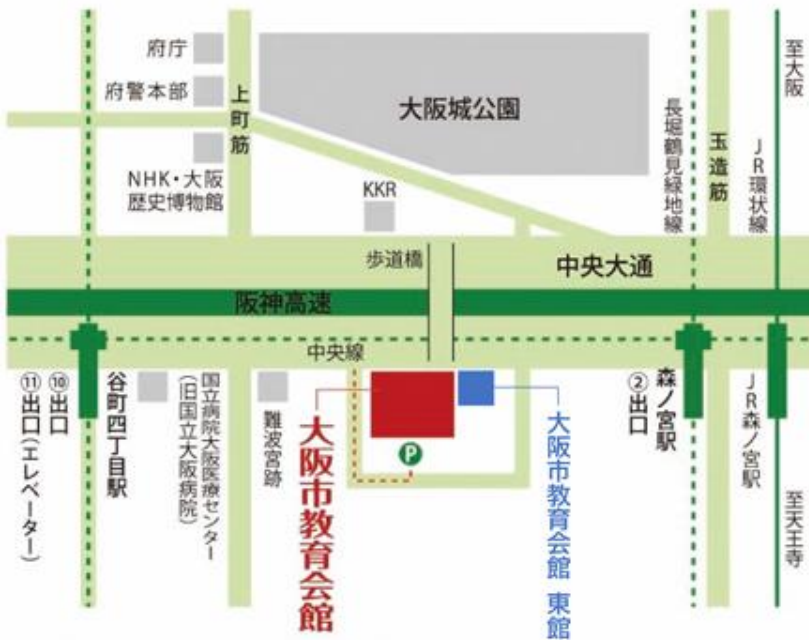 府庁
府警本部
上町筋
大阪城公園
長堀鶴見緑地線
玉造筋
JR環状線
至大阪
NHK・大阪
歴史博物館
KKR
歩道橋
中央大通
阪神高速
中央線
⑪出口(エレベーター)
⑩出口
谷町四丁目駅
国立病院大阪医療センター
(旧国立大阪病院)
難波宮跡
大阪市教育会館
P
大阪市教育会館 東館
②出口
森ノ宮駅
JR森ノ宮駅
至天王寺